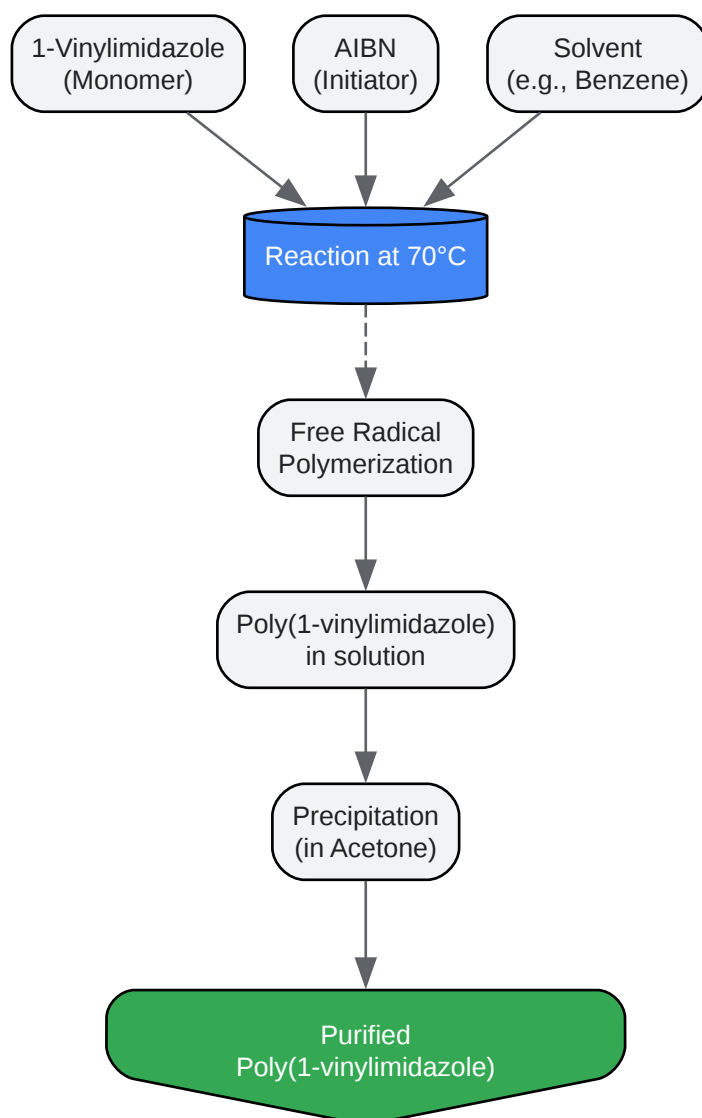 1-Vinylimidazole
(Monomer)
AIBN
(Initiator)
Solvent
(e.g., Benzene)
Reaction at 70°C
Free Radical
Polymerization
Poly(1-vinylimidazole)
in solution
Precipitation
(in Acetone)
Purified
Poly(1-vinylimidazole)